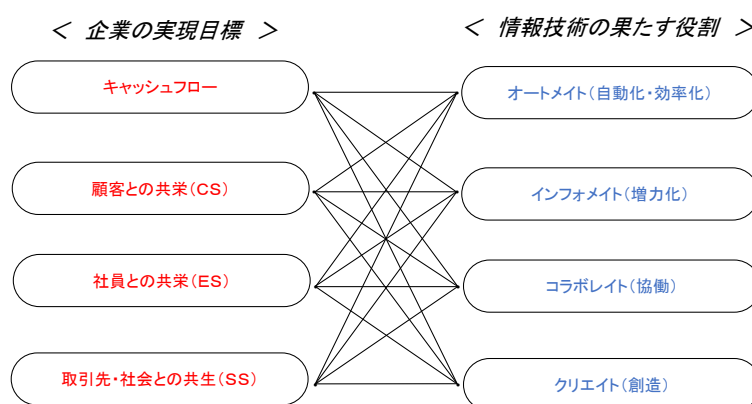 ＜ 企業の実現目標 ＞
＜ 情報技術の果たす役割 ＞
キャッシュフロー
オートメイト(自動化・効率化)
顧客との共栄(CS)
インフォメイト(増力化)
社員との共栄(ES)
コラボレイト(協働)
取引先・社会との共生(SS)
クリエイト(創造)